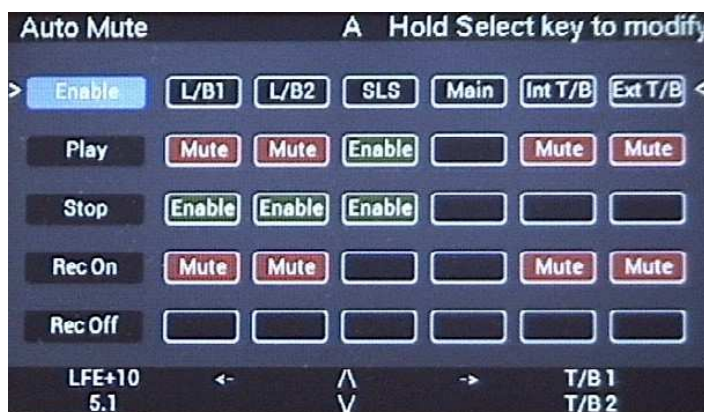 Auto Mute A Hold Select key to modify
> Enable L/B1 L/B2 SLS Main Int T/B Ext T/B <
Play Mute Mute Enable Mute Mute
Stop Enable Enable Enable
Rec On Mute Mute Mute Mute
Rec Off
LFE+10 <- /\ -> T/B 1
5.1 \/ T/B 2